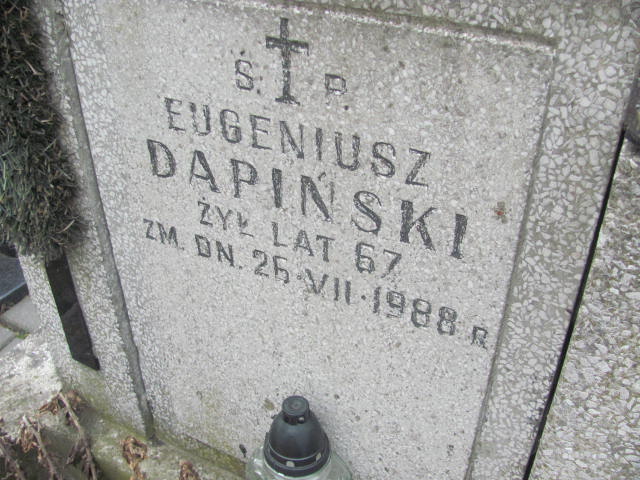 Ś. P.
EUGENIUSZ
DAPIŃSKI
ŻYŁ LAT 67
ZM. DN. 26·VII·1988 R